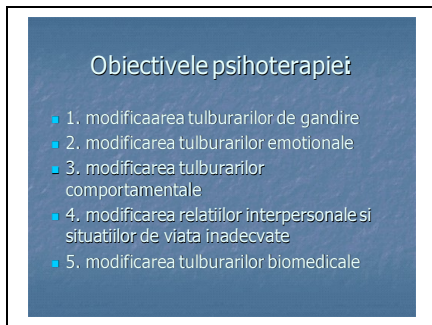 Obiectivele psihoterapiei:
1. modificaarea tulburarilor de gandire
2. modificarea tulburarilor emotionale
3. modificarea tulburarilor
comportamentale
4. modificarea relatiilor interpersonale si
situatiilor de viata inadecvate
5. modificarea tulburarilor biomedicale